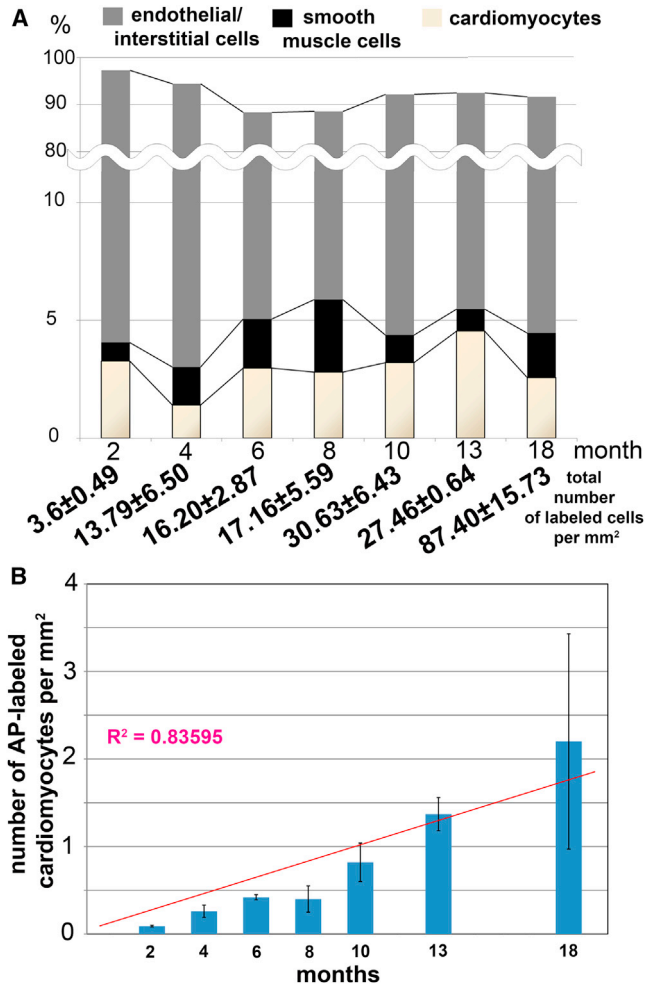 A
%
endothelial/
interstitial cells
smooth
muscle cells
cardiomyocytes
100
90
80
10
5
0
2 4 6 8 10 13 18 month
3.6±0.49 13.79±6.50 16.20±2.87 17.16±5.59 30.63±6.43 27.46±0.64 87.40±15.73
total
number
of labeled cells
per mm²
B
number of AP-labeled
cardiomyocytes per mm²
4
3
2
1
0
R² = 0.83595
2 4 6 8 10 13 18
months